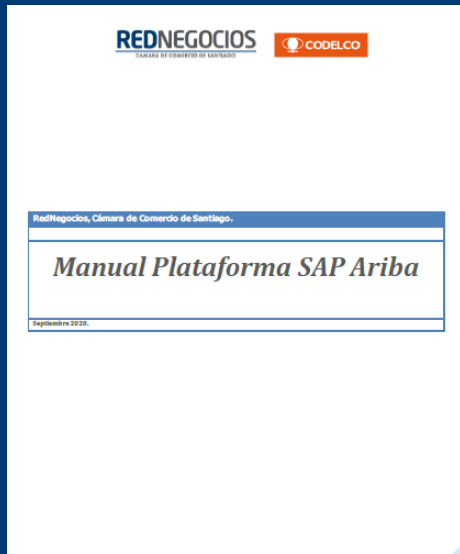 REDNEGOCIOS
CÁMARA DE COMERCIO DE SANTIAGO
CODELCO
RedNegocios, Cámara de Comercio de Santiago.
Manual Plataforma SAP Ariba
Septiembre 2020.